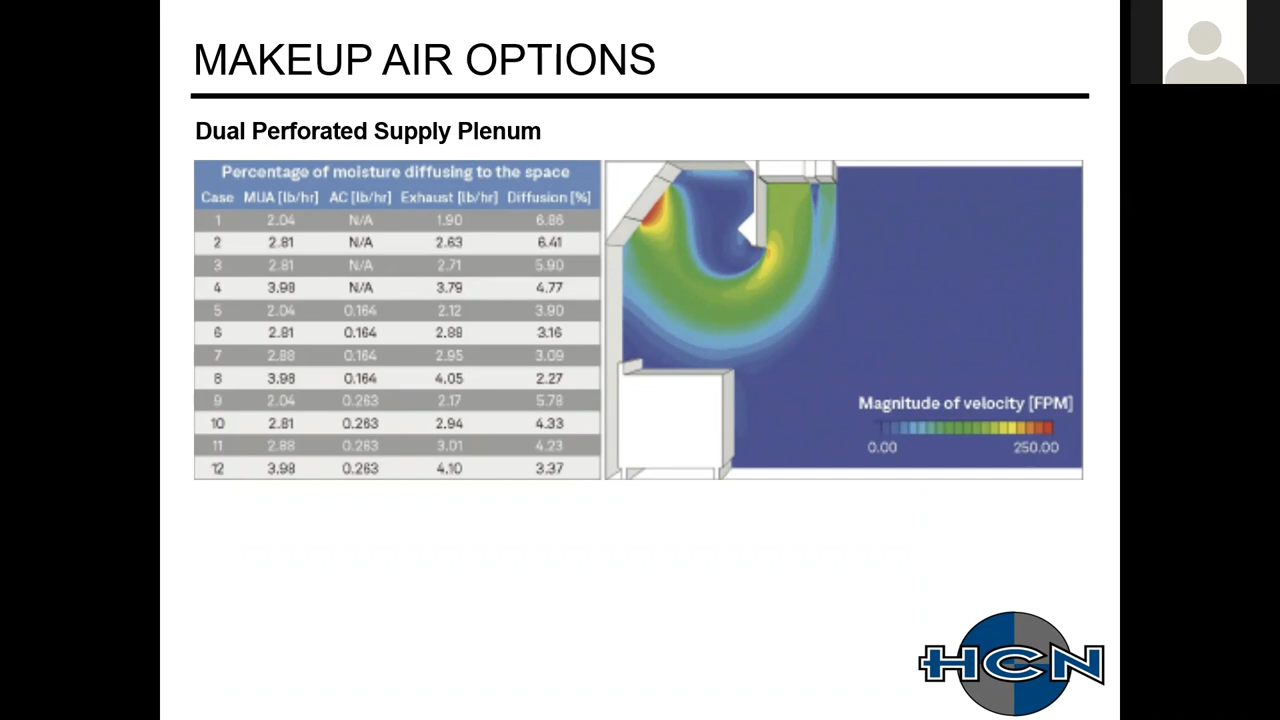 MAKEUP AIR OPTIONS
Dual Perforated Supply Plenum
Percentage of moisture diffusing to the space
Case MUA [lb/hr] AC [lb/hr] Exhaust [lb/hr] Diffusion [%]
1 2.04 N/A 1.90 6.86
2 2.81 N/A 2.63 6.41
3 2.81 N/A 2.71 5.90
4 3.98 N/A 3.79 4.77
5 2.04 0.164 2.12 3.90
6 2.81 0.164 2.88 3.16
7 2.88 0.164 2.95 3.09
8 3.98 0.164 4.05 2.27
9 2.04 0.263 2.17 5.78
10 2.81 0.263 2.94 4.33
11 2.88 0.263 3.01 4.23
12 3.98 0.263 4.10 3.37
Magnitude of velocity [FPM]
0.00 250.00
HCN